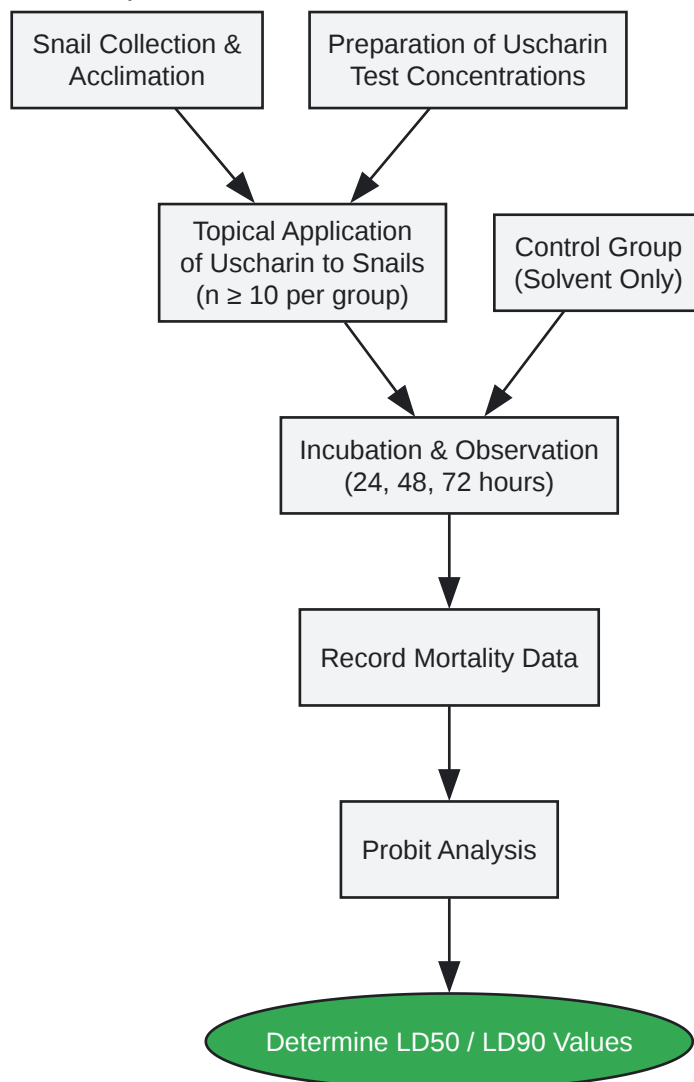 Snail Collection &
Acclimation
Preparation of Uscharin
Test Concentrations
Topical Application
of Uscharin to Snails
(n ≥ 10 per group)
Control Group
(Solvent Only)
Incubation & Observation
(24, 48, 72 hours)
Record Mortality Data
Probit Analysis
Determine LD50 / LD90 Values